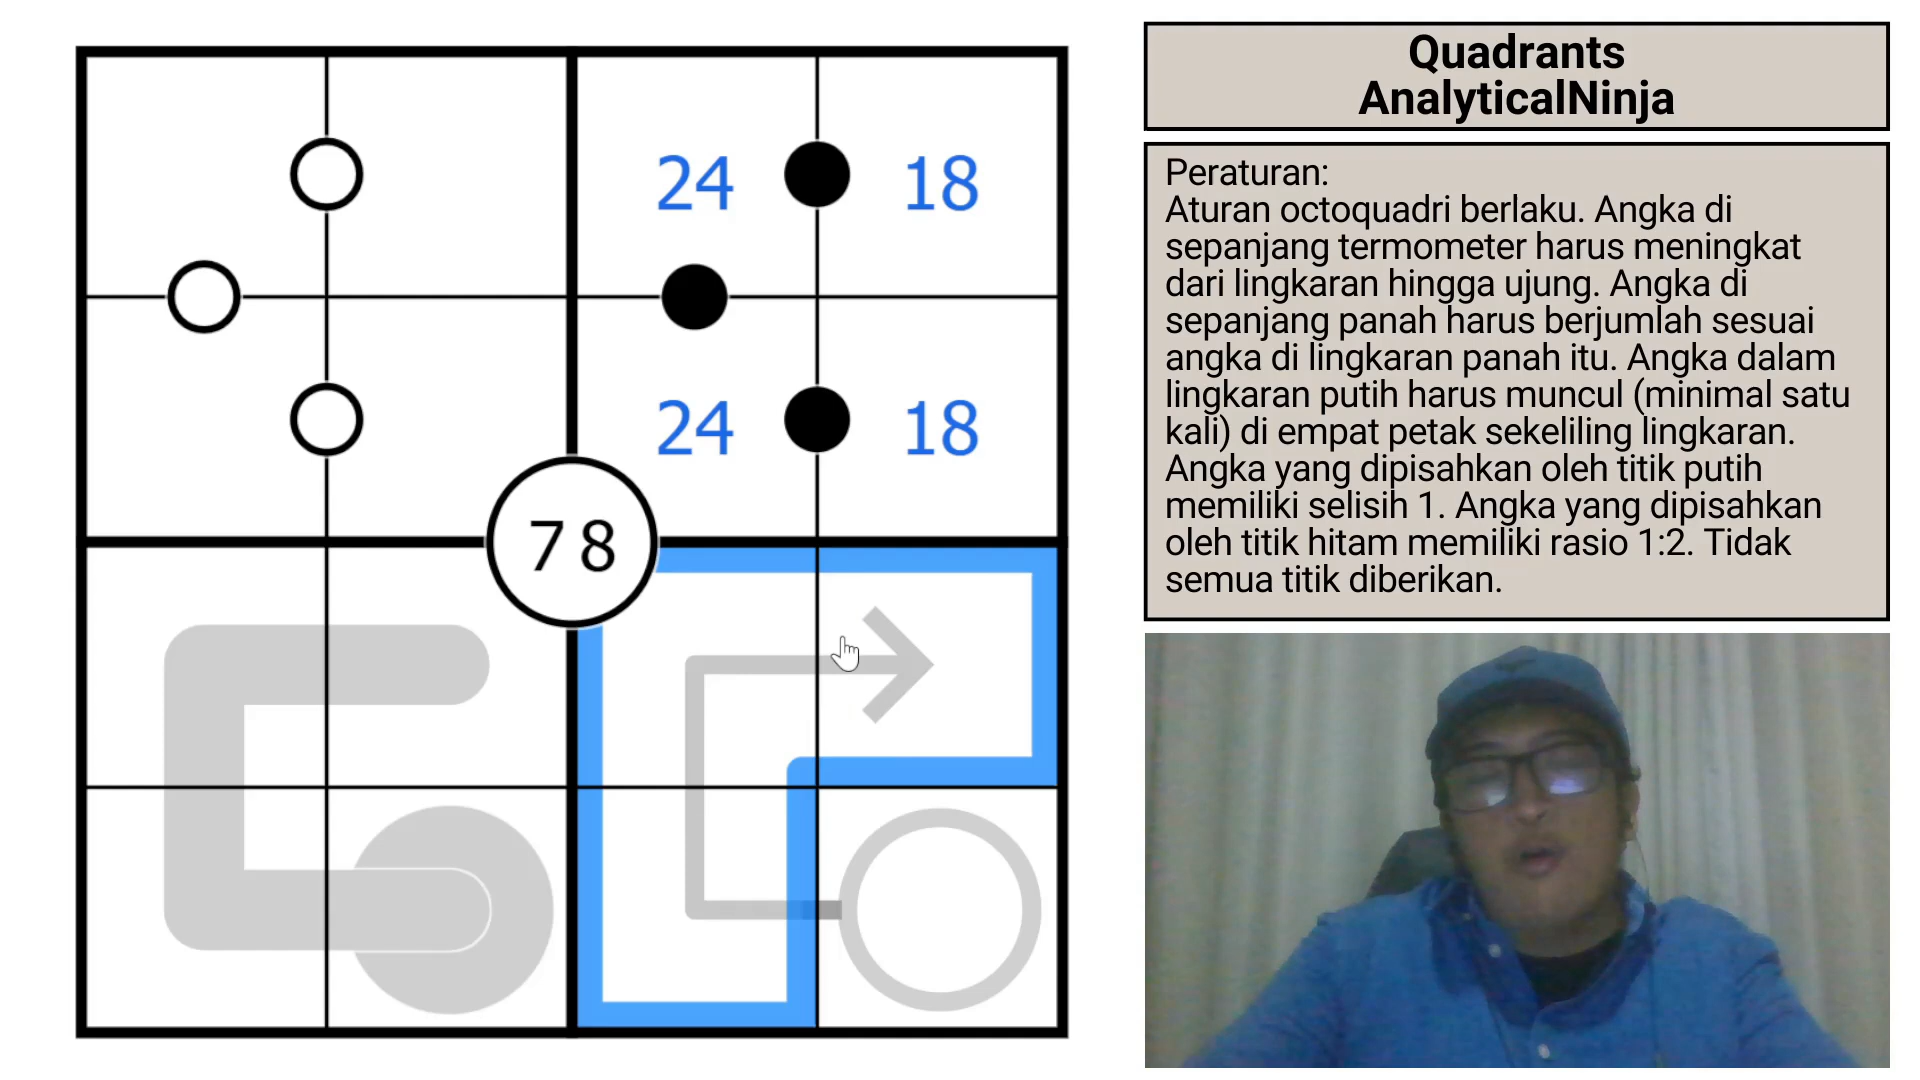 Quadrants
AnalyticalNinja
Peraturan:
Aturan octoquadri berlaku. Angka di
sepanjang termometer harus meningkat
dari lingkaran hingga ujung. Angka di
sepanjang panah harus berjumlah sesuai
angka di lingkaran panah itu. Angka dalam
lingkaran putih harus muncul (minimal satu
kali) di empat petak sekeliling lingkaran.
Angka yang dipisahkan oleh titik putih
memiliki selisih 1. Angka yang dipisahkan
oleh titik hitam memiliki rasio 1:2. Tidak
semua titik diberikan.
24 18
24 18
7 8